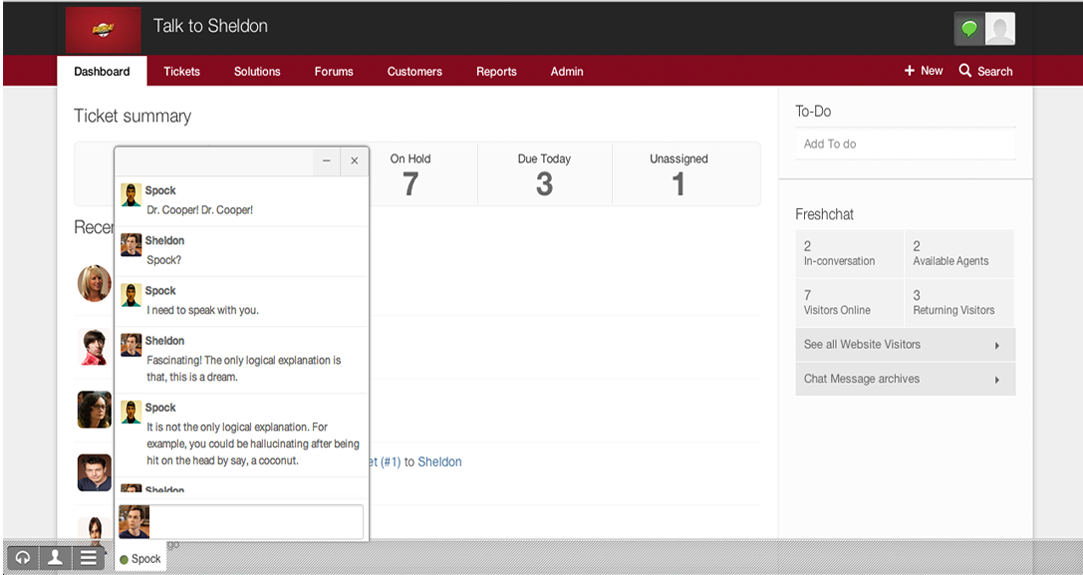 Talk to Sheldon
Dashboard
Tickets
Solutions
Forums
Customers
Reports
Admin
New
Search
Ticket summary
On Hold
7
Due Today
3
Unassigned
1
Spock
Dr. Cooper! Dr. Cooper!
Sheldon
Spock?
Spock
I need to speak with you.
Sheldon
Fascinating! The only logical explanation is
that, this is a dream.
Spock
It is not the only logical explanation. For
example, you could be hallucinating after being
hit on the head by say, a coconut.
Sheldon
(#1) to Sheldon
go
Spock
To-Do
Add To do
Freshchat
2
In-conversation
2
Available Agents
7
Visitors Online
3
Returning Visitors
See all Website Visitors
Chat Message archives